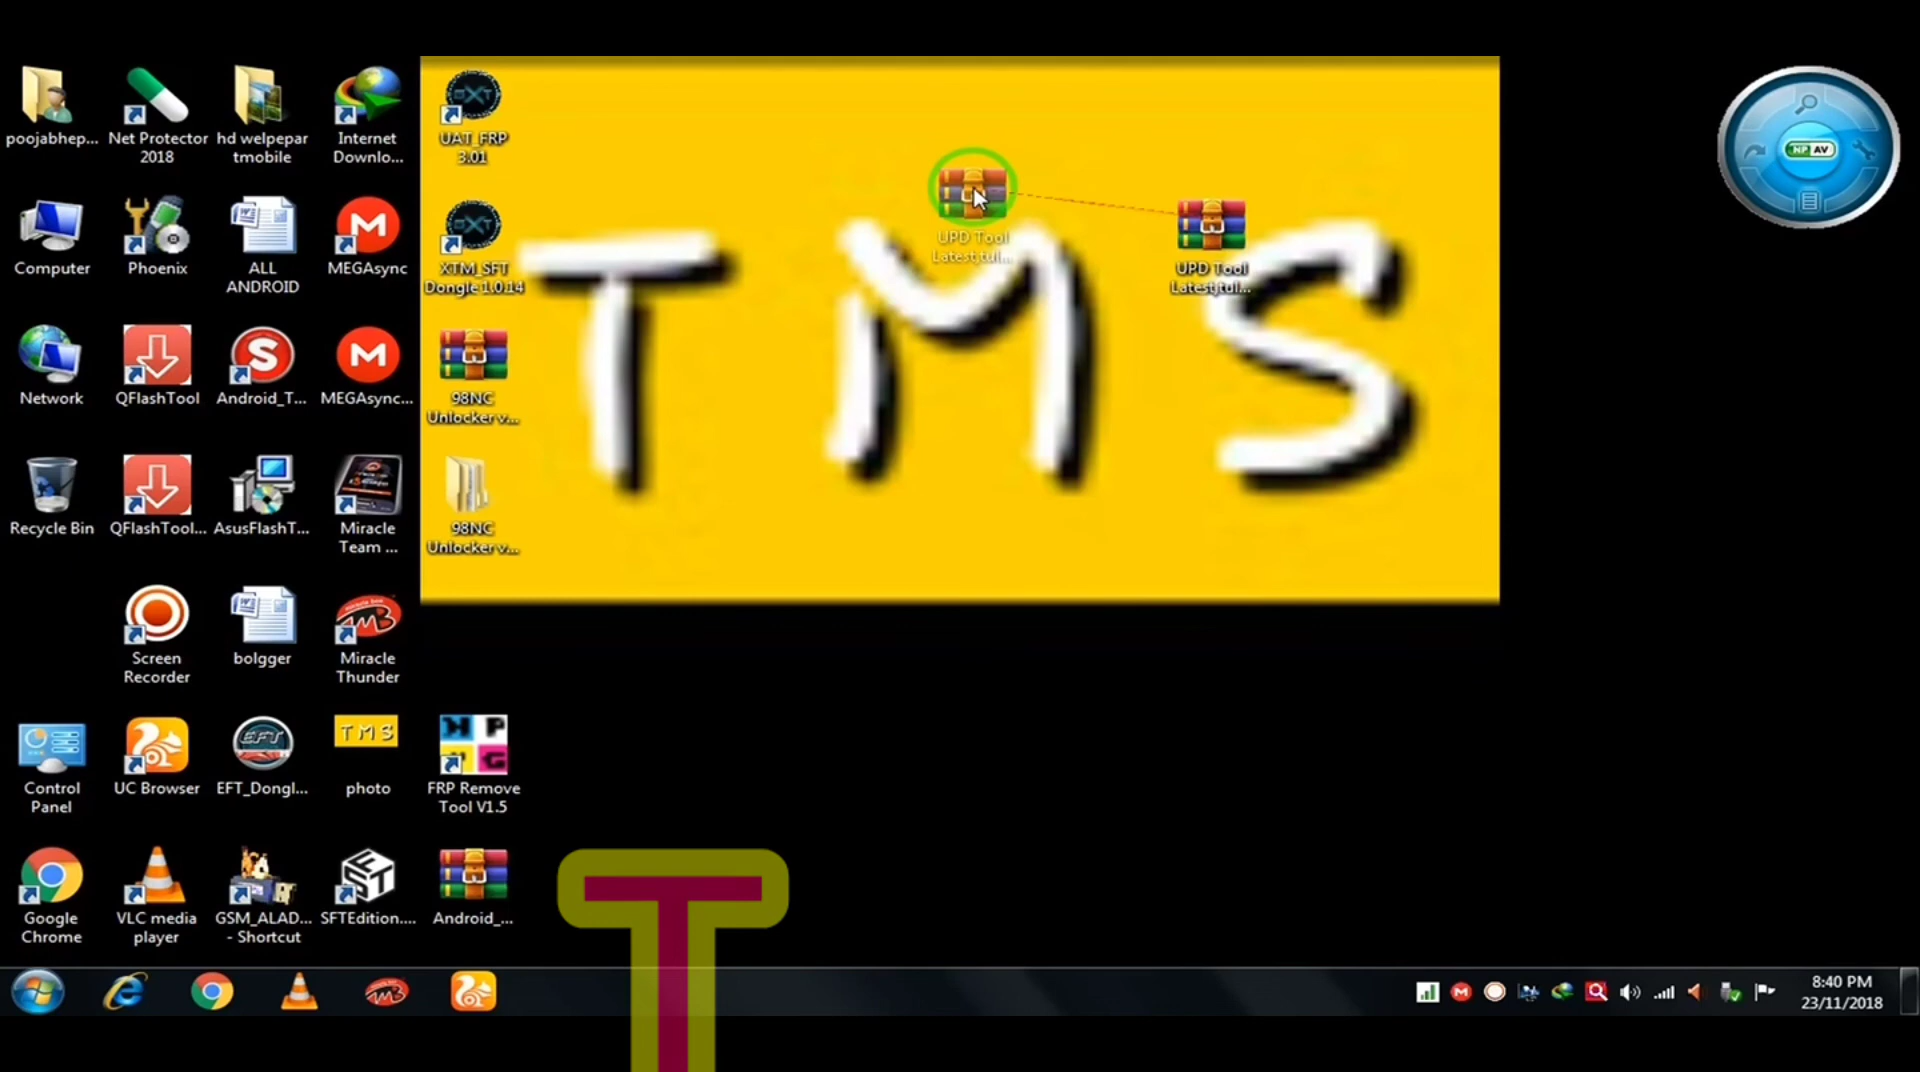 poojabhep...
Net Protector
2018
hd welpepar
tmobile
Internet
Downlo...
UAT_FRP
3.01
NP AV
UPD Tool
Latest,tul...
UPD Tool
Latest,tul...
Computer
Phoenix
ALL
ANDROID
MEGAsync
XTM_SFT
Dongle 1.0.14
T M S
Network
QFlashTool
Android_T...
MEGAsync...
98NC
Unlocker v...
Recycle Bin
QFlashTool...
AsusFlashT...
Miracle
Team ...
98NC
Unlocker v...
Screen
Recorder
bolgger
Miracle
Thunder
T M S
Control
Panel
UC Browser
EFT
EFT_Dongl...
photo
FRP Remove
Tool V1.5
Google
Chrome
VLC media
player
GSM_ALAD...
- Shortcut
SFTEdition....
Android_...
T
8:40 PM
23/11/2018